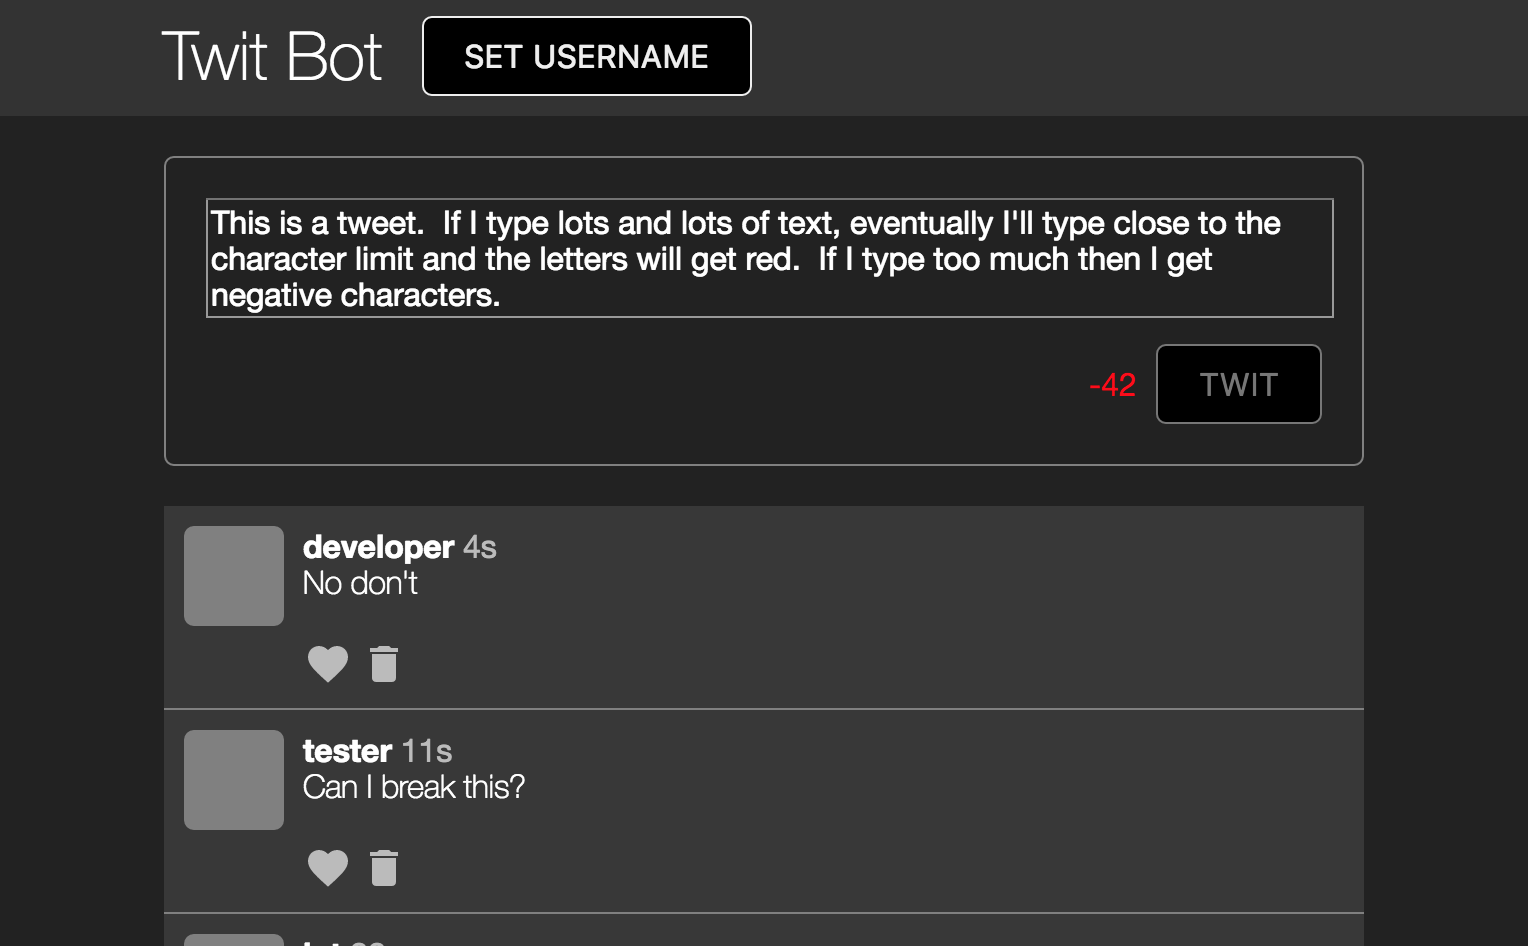 Twit Bot
SET USERNAME
This is a tweet.  If I type lots and lots of text, eventually I'll type close to the
character limit and the letters will get red.  If I type too much then I get
negative characters.
-42
TWIT
developer 4s
No don't
tester 11s
Can I break this?